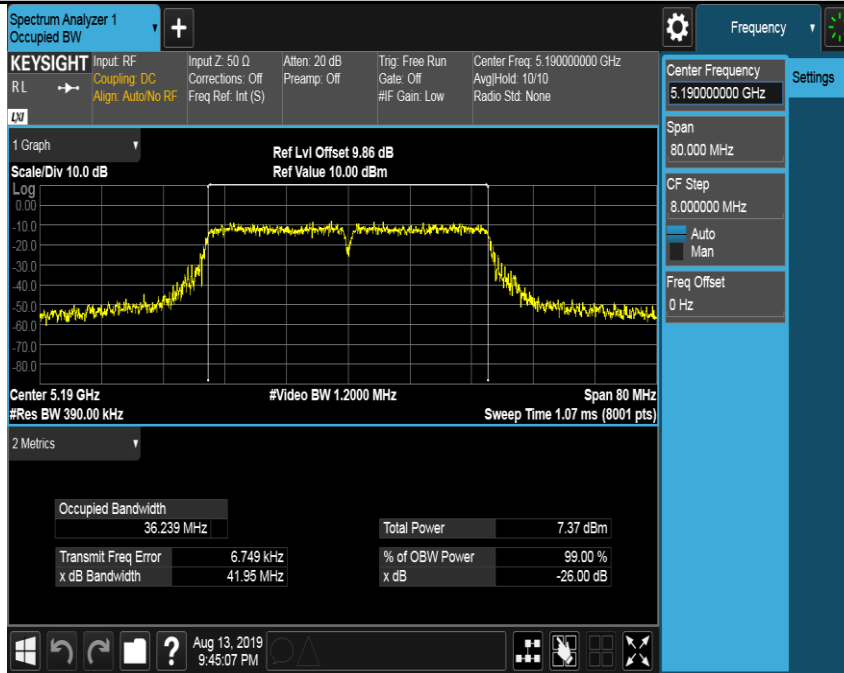 Spectrum Analyzer 1
Occupied BW
Frequency
KEYSIGHT
R L
LXI
Input: RF
Coupling: DC
Align: Auto/No RF
Input Z: 50 Ω
Corrections: Off
Freq Ref: Int (S)
Atten: 20 dB
Preamp: Off
Trig: Free Run
Gate: Off
#IF Gain: Low
Center Freq: 5.190000000 GHz
Avg|Hold: 10/10
Radio Std: None
Center Frequency
5.190000000 GHz
Settings
Span
80.000 MHz
CF Step
8.000000 MHz
Auto
Man
Freq Offset
0 Hz
1 Graph
Scale/Div 10.0 dB
Ref Lvl Offset 9.86 dB
Ref Value 10.00 dBm
Log
0.00
-10.0
-20.0
-30.0
-40.0
-50.0
-60.0
-70.0
-80.0
Center 5.19 GHz
#Video BW 1.2000 MHz
Span 80 MHz
#Res BW 390.00 kHz
Sweep Time 1.07 ms (8001 pts)
2 Metrics
Occupied Bandwidth
36.239 MHz
Total Power 7.37 dBm
Transmit Freq Error 6.749 kHz
% of OBW Power 99.00 %
x dB Bandwidth 41.95 MHz
x dB -26.00 dB
?
Aug 13, 2019
9:45:07 PM